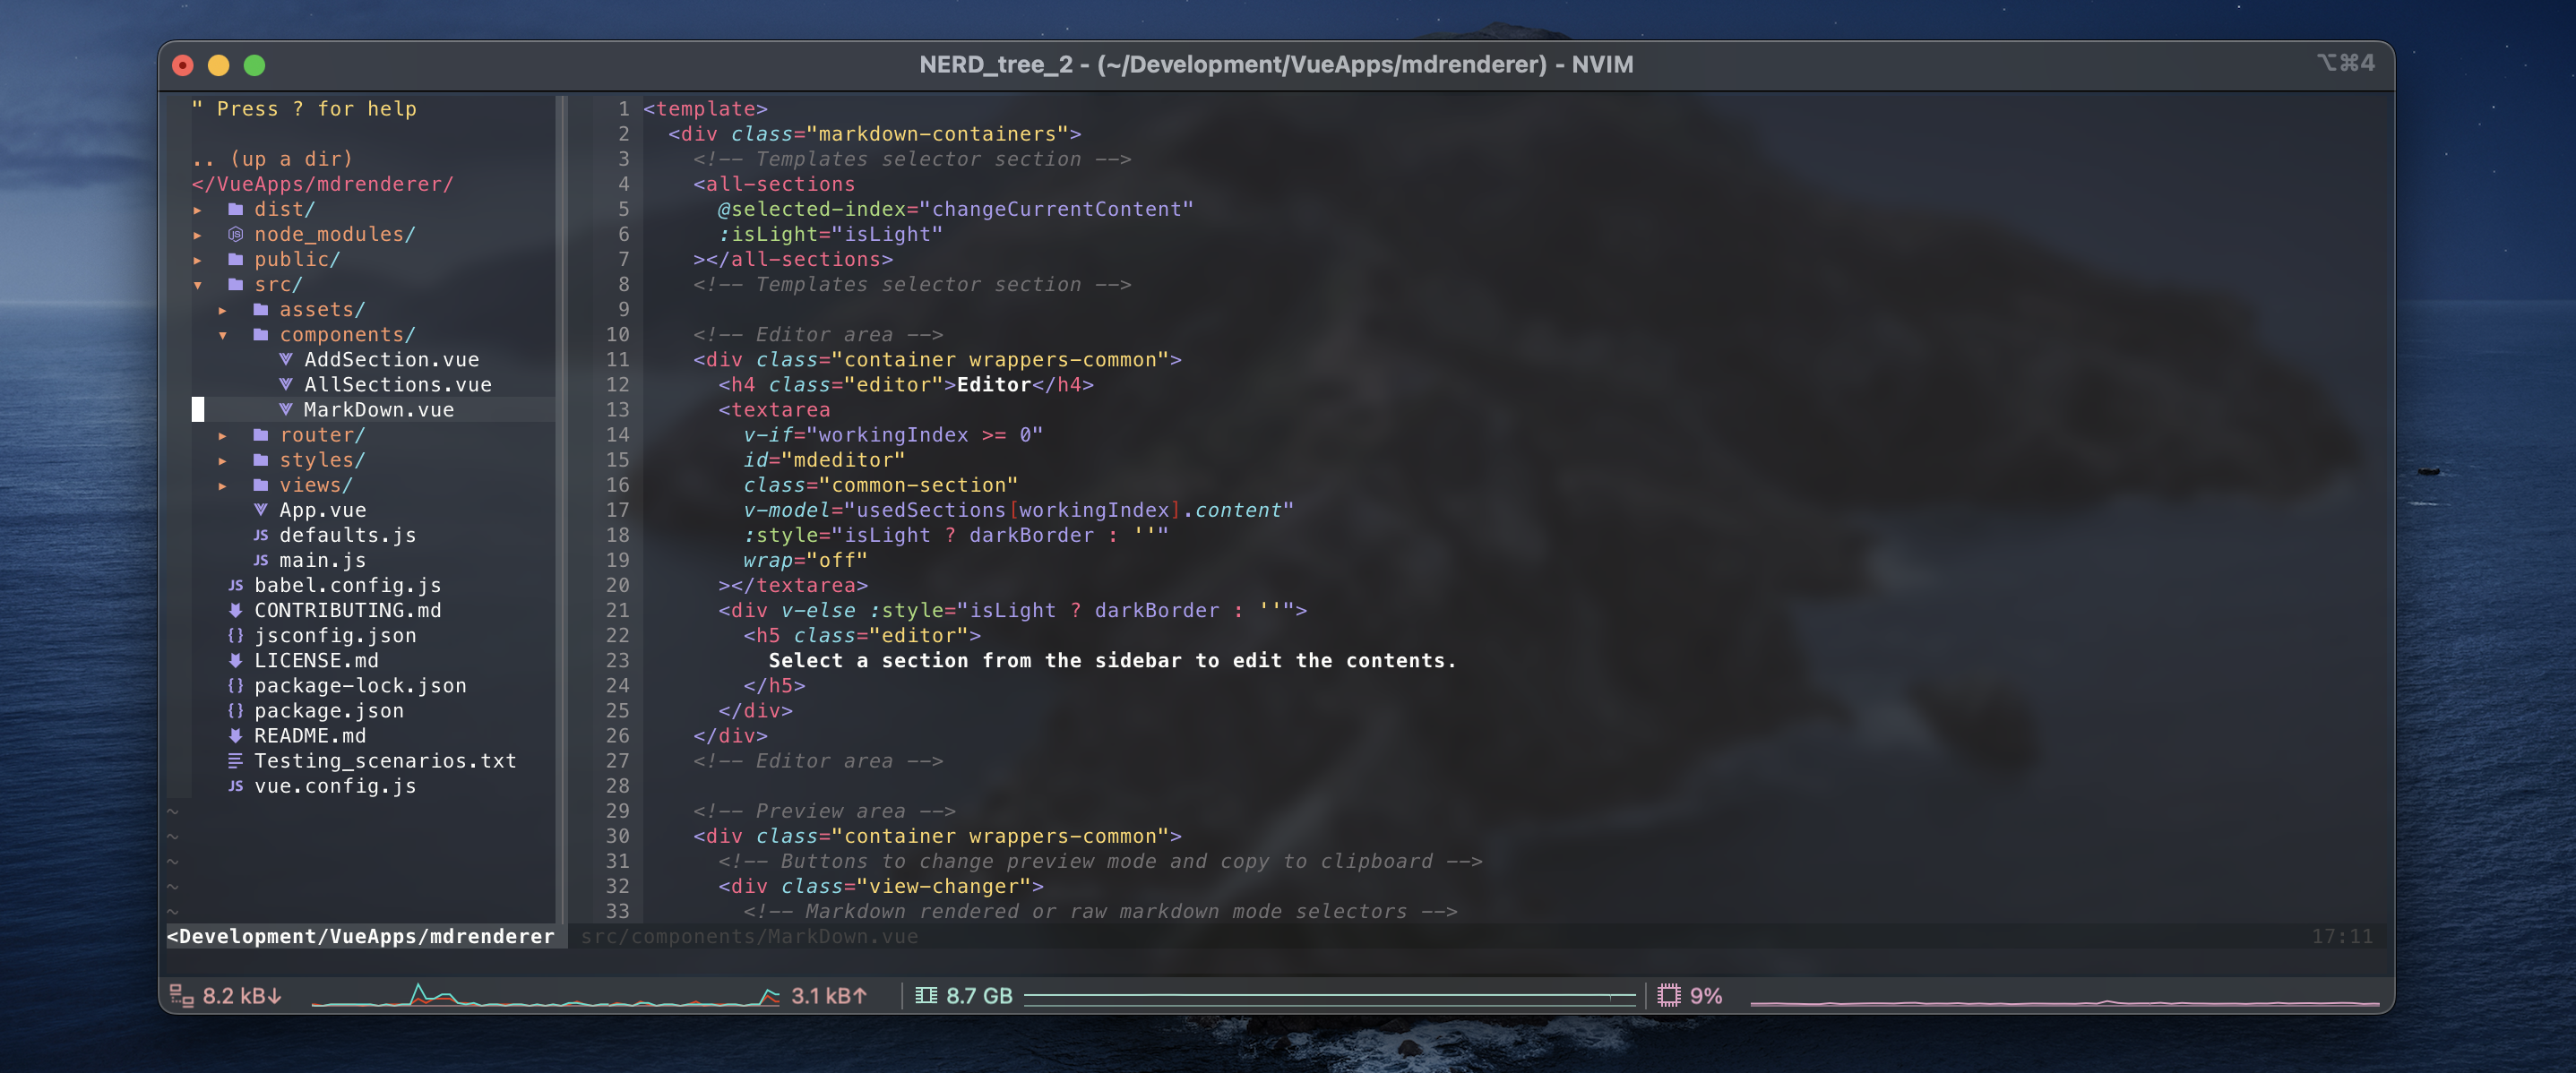 NERD_tree_2 - (~/Development/VueApps/mdrenderer) - NVIM
⌥⌘4
" Press ? for help
.. (up a dir)
</VueApps/mdrenderer/
▸ dist/
▸ node_modules/
▸ public/
▾ src/
▸ assets/
▾ components/
AddSection.vue
AllSections.vue
MarkDown.vue
▸ router/
▸ styles/
▸ views/
App.vue
JS defaults.js
JS main.js
JS babel.config.js
CONTRIBUTING.md
{} jsconfig.json
LICENSE.md
{} package-lock.json
{} package.json
README.md
Testing_scenarios.txt
JS vue.config.js
~
~
~
~
~
<Development/VueApps/mdrenderer
1 <template>
2   <div class="markdown-containers">
3     <!-- Templates selector section -->
4     <all-sections
5       @selected-index="changeCurrentContent"
6       :isLight="isLight"
7     ></all-sections>
8     <!-- Templates selector section -->
9
10     <!-- Editor area -->
11     <div class="container wrappers-common">
12       <h4 class="editor">Editor</h4>
13       <textarea
14         v-if="workingIndex >= 0"
15         id="mdeditor"
16         class="common-section"
17         v-model="usedSections[workingIndex].content"
18         :style="isLight ? darkBorder : ''"
19         wrap="off"
20       ></textarea>
21       <div v-else :style="isLight ? darkBorder : ''">
22         <h5 class="editor">
23           Select a section from the sidebar to edit the contents.
24         </h5>
25       </div>
26     </div>
27     <!-- Editor area -->
28
29     <!-- Preview area -->
30     <div class="container wrappers-common">
31       <!-- Buttons to change preview mode and copy to clipboard -->
32       <div class="view-changer">
33         <!-- Markdown rendered or raw markdown mode selectors -->
src/components/MarkDown.vue 17:11
8.2 kB↓ 3.1 kB↑ 8.7 GB 9%